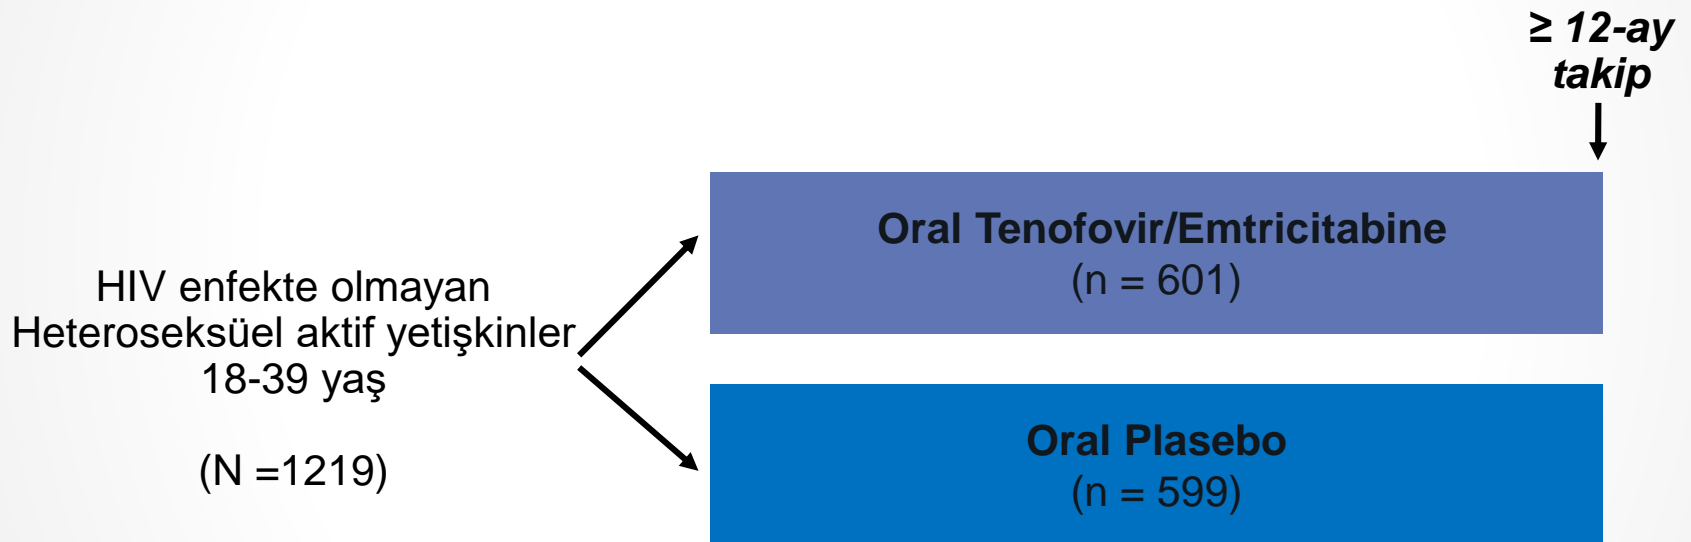 ≥ 12-ay
takip
Oral Tenofovir/Emtricitabine
(n = 601)
HIV enfekte olmayan
Heteroseksüel aktif yetişkinler
18-39 yaş
(N =1219)
Oral Plasebo
(n = 599)